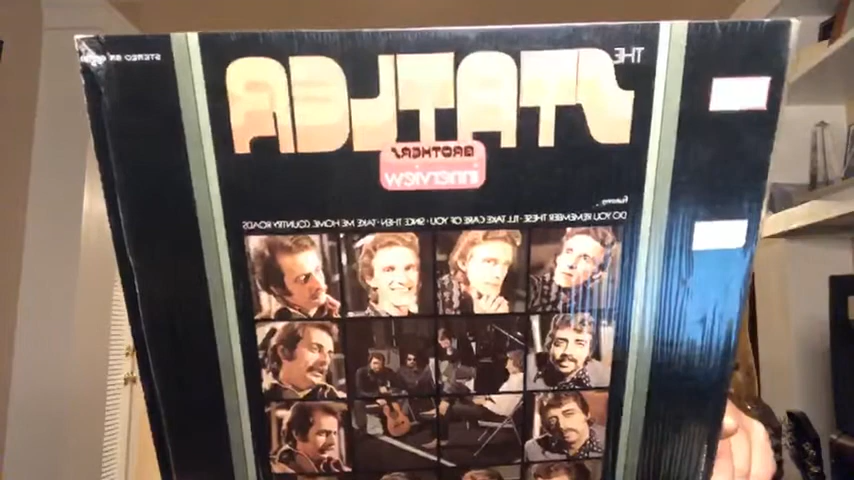 THE
STATLER
BROTHERS
innerview
STEREO
Featuring
DO YOU REMEMBER THESE · I'LL TAKE CARE OF YOU · SINCE THEN · TAKE ME HOME, COUNTRY ROADS